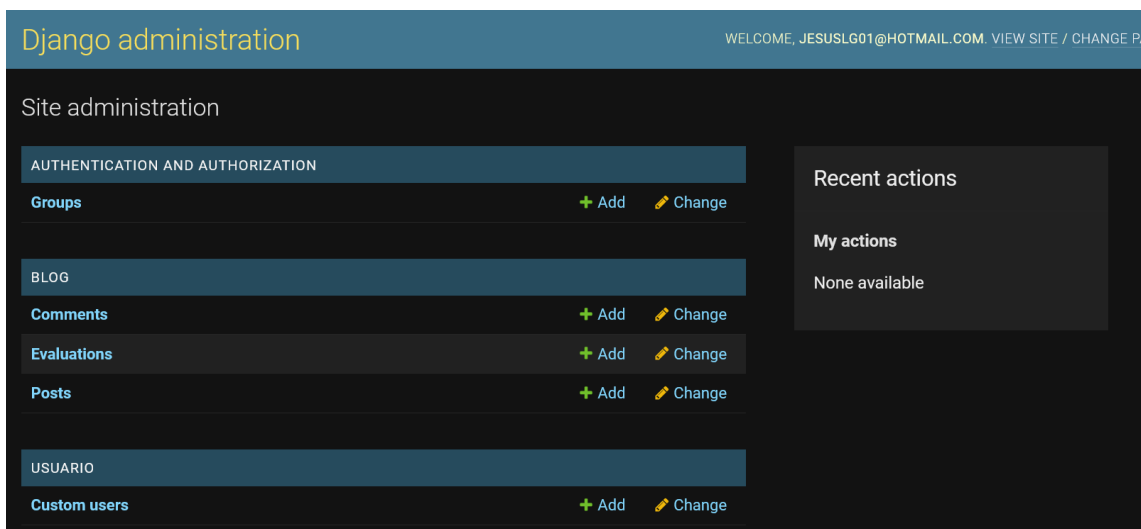 Django administration
WELCOME, JESUSLG01@HOTMAIL.COM. VIEW SITE / CHANGE
Site administration
AUTHENTICATION AND AUTHORIZATION
Groups Add Change
BLOG
Comments Add Change
Evaluations Add Change
Posts Add Change
USUARIO
Custom users Add Change
Recent actions
My actions
None available